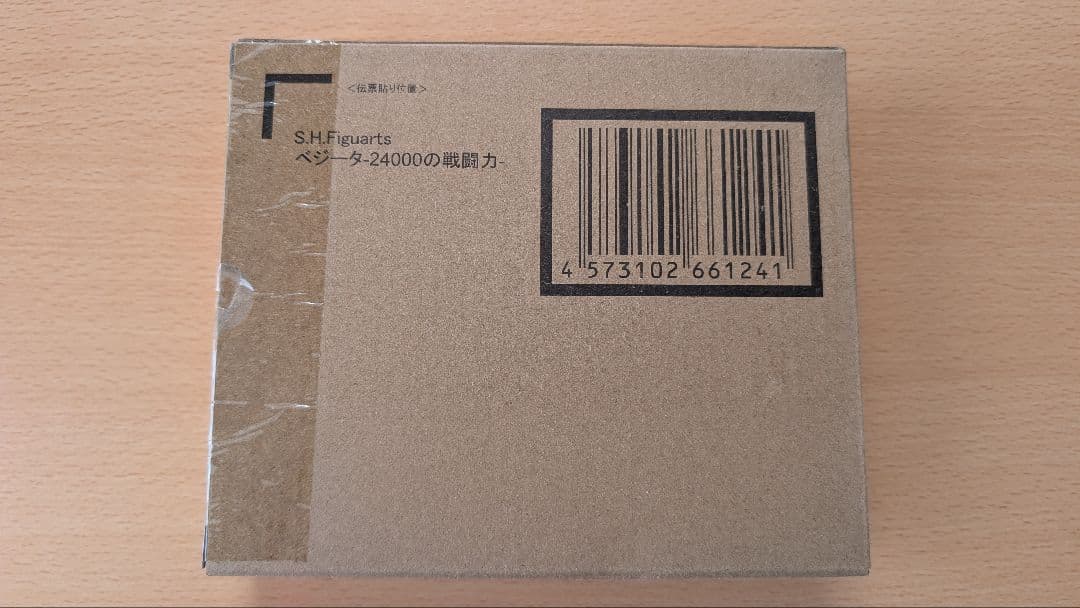 <伝票貼り位置>
S.H.Figuarts
ベジータ-24000の戦闘力-
4 573102 661241